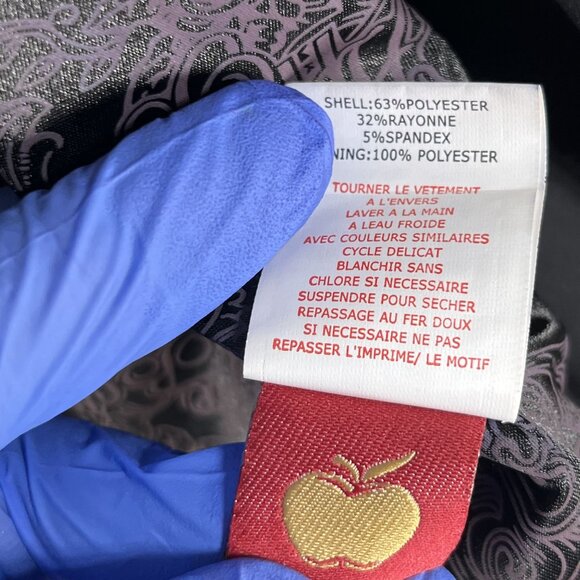 SHELL:63%POLYESTER
32%RAYONNE
5%SPANDEX
NING:100% POLYESTER
TOURNER LE VETEMENT
A L'ENVERS
LAVER A LA MAIN
A EAU FROIDE
AVEC COULEURS SIMILAIRES
CYCLE DELICAT
BLANCHIR SANS
CHLORE SI NECESSAIRE
SUSPENDRE POUR SECHER
REPASSAGE AU FER DOUX
SI NECESSAIRE NE PAS
REPASSER L'IMPRIME/ LE MOTIF